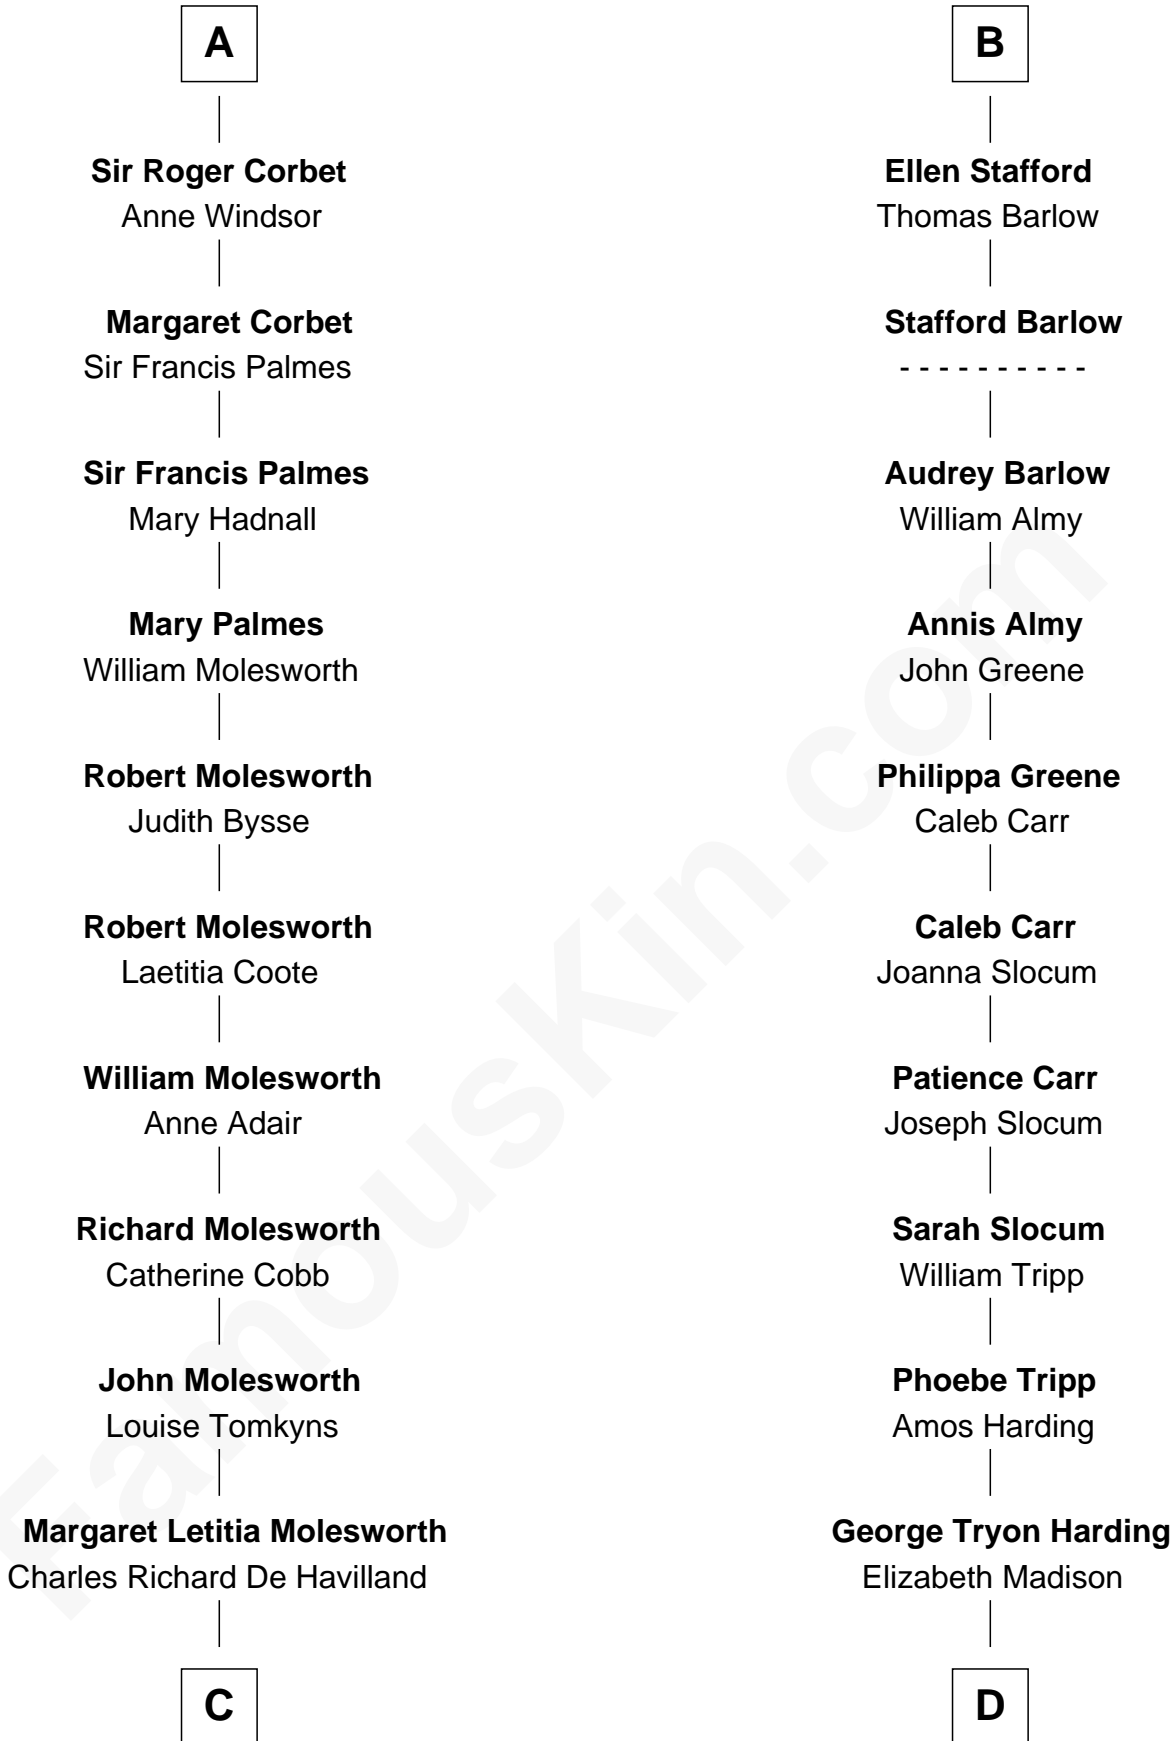 A
Sir Roger Corbet
Anne Windsor
Margaret Corbet
Sir Francis Palmes
Sir Francis Palmes
Mary Hadnall
Mary Palmes
William Molesworth
Robert Molesworth
Judith Bysse
Robert Molesworth
Laetitia Coote
William Molesworth
Anne Adair
Richard Molesworth
Catherine Cobb
John Molesworth
Louise Tomkyns
Margaret Letitia Molesworth
Charles Richard De Havilland
C
B
Ellen Stafford
Thomas Barlow
Stafford Barlow
- - - - - - - - - -
Audrey Barlow
William Almy
Annis Almy
John Greene
Philippa Greene
Caleb Carr
Caleb Carr
Joanna Slocum
Patience Carr
Joseph Slocum
Sarah Slocum
William Tripp
Phoebe Tripp
Amos Harding
George Tryon Harding
Elizabeth Madison
D
FamousKin.com